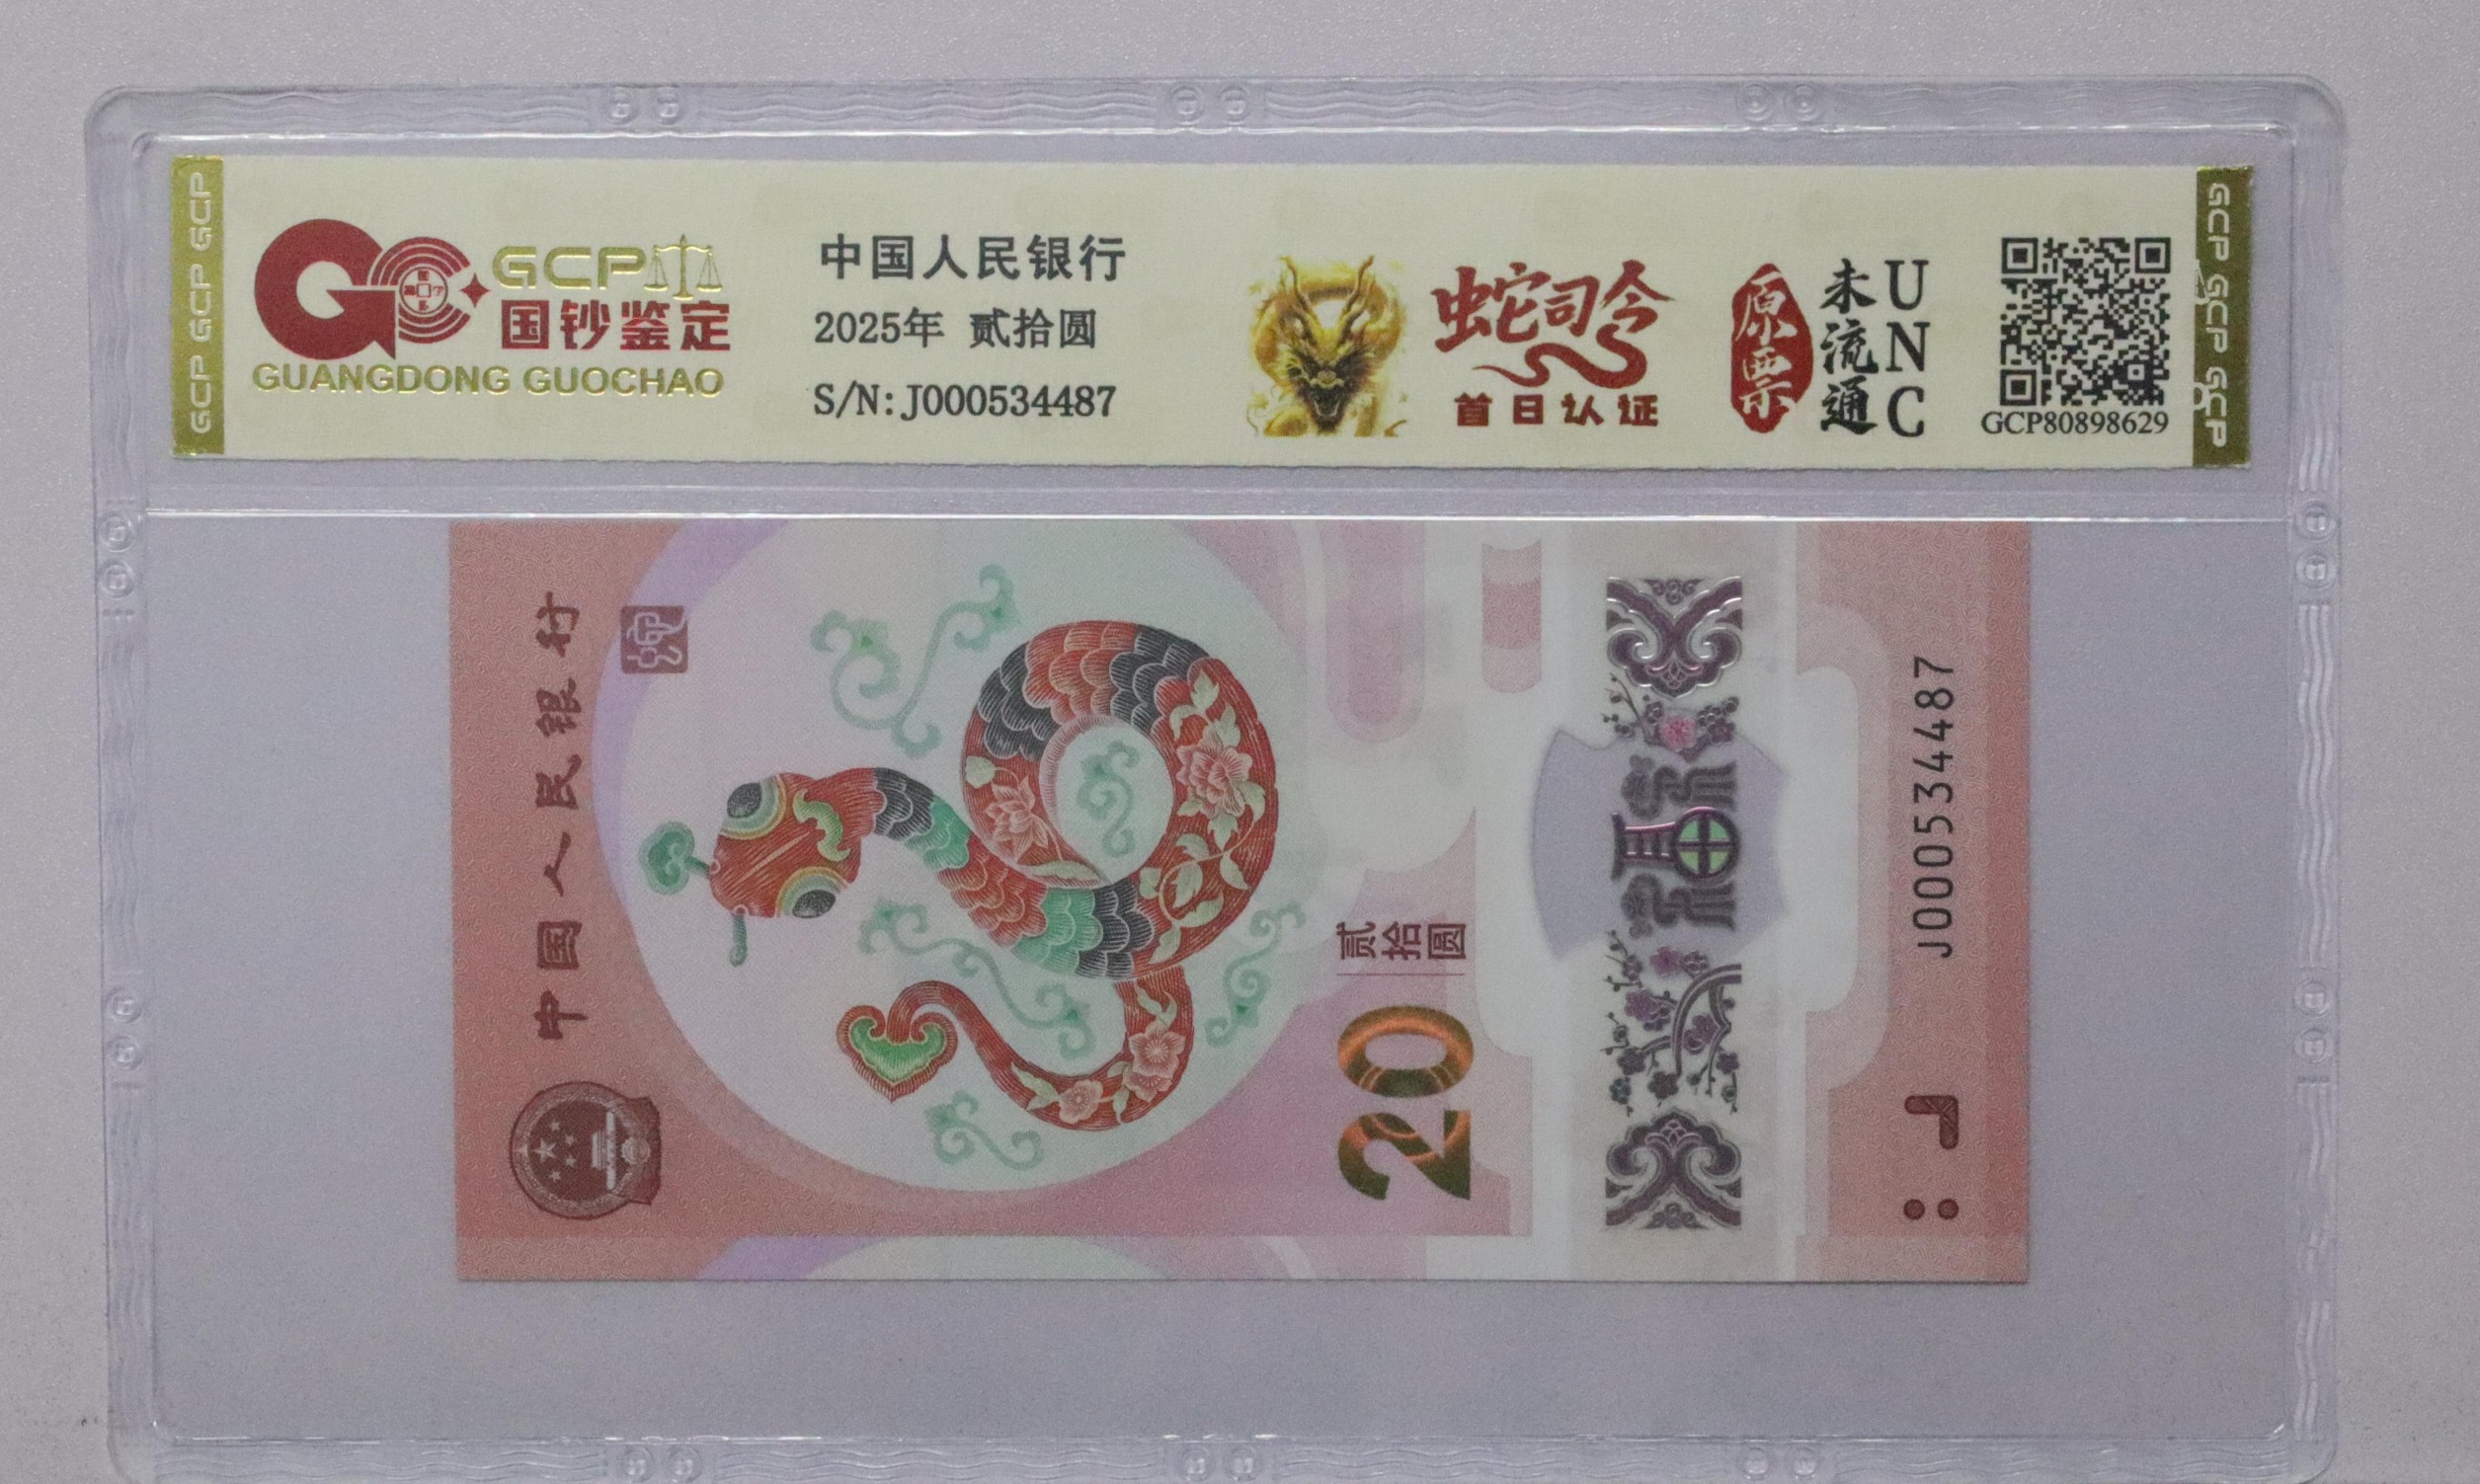 GCP GCP GCP
GCP
国钞鉴定
GUANGDONG GUOCHAO
中国人民银行
2025年 贰拾圆
S/N: J000534487
蛇司令
首日认证
原票
未流通
UNC
GCP80898629
GCP GCP GCP
中国人民银行
20
贰拾圆
福
J000534487